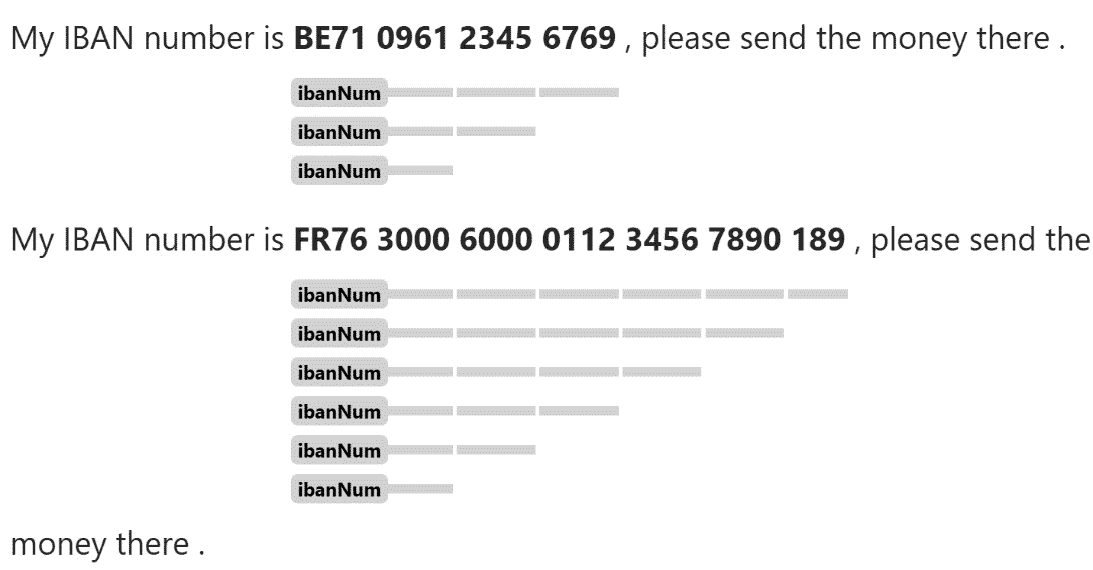 My IBAN number is BE71 0961 2345 6769 , please send the money there .
ibanNum
ibanNum
ibanNum
My IBAN number is FR76 3000 6000 0112 3456 7890 189 , please send the
ibanNum
ibanNum
ibanNum
ibanNum
ibanNum
ibanNum
money there .